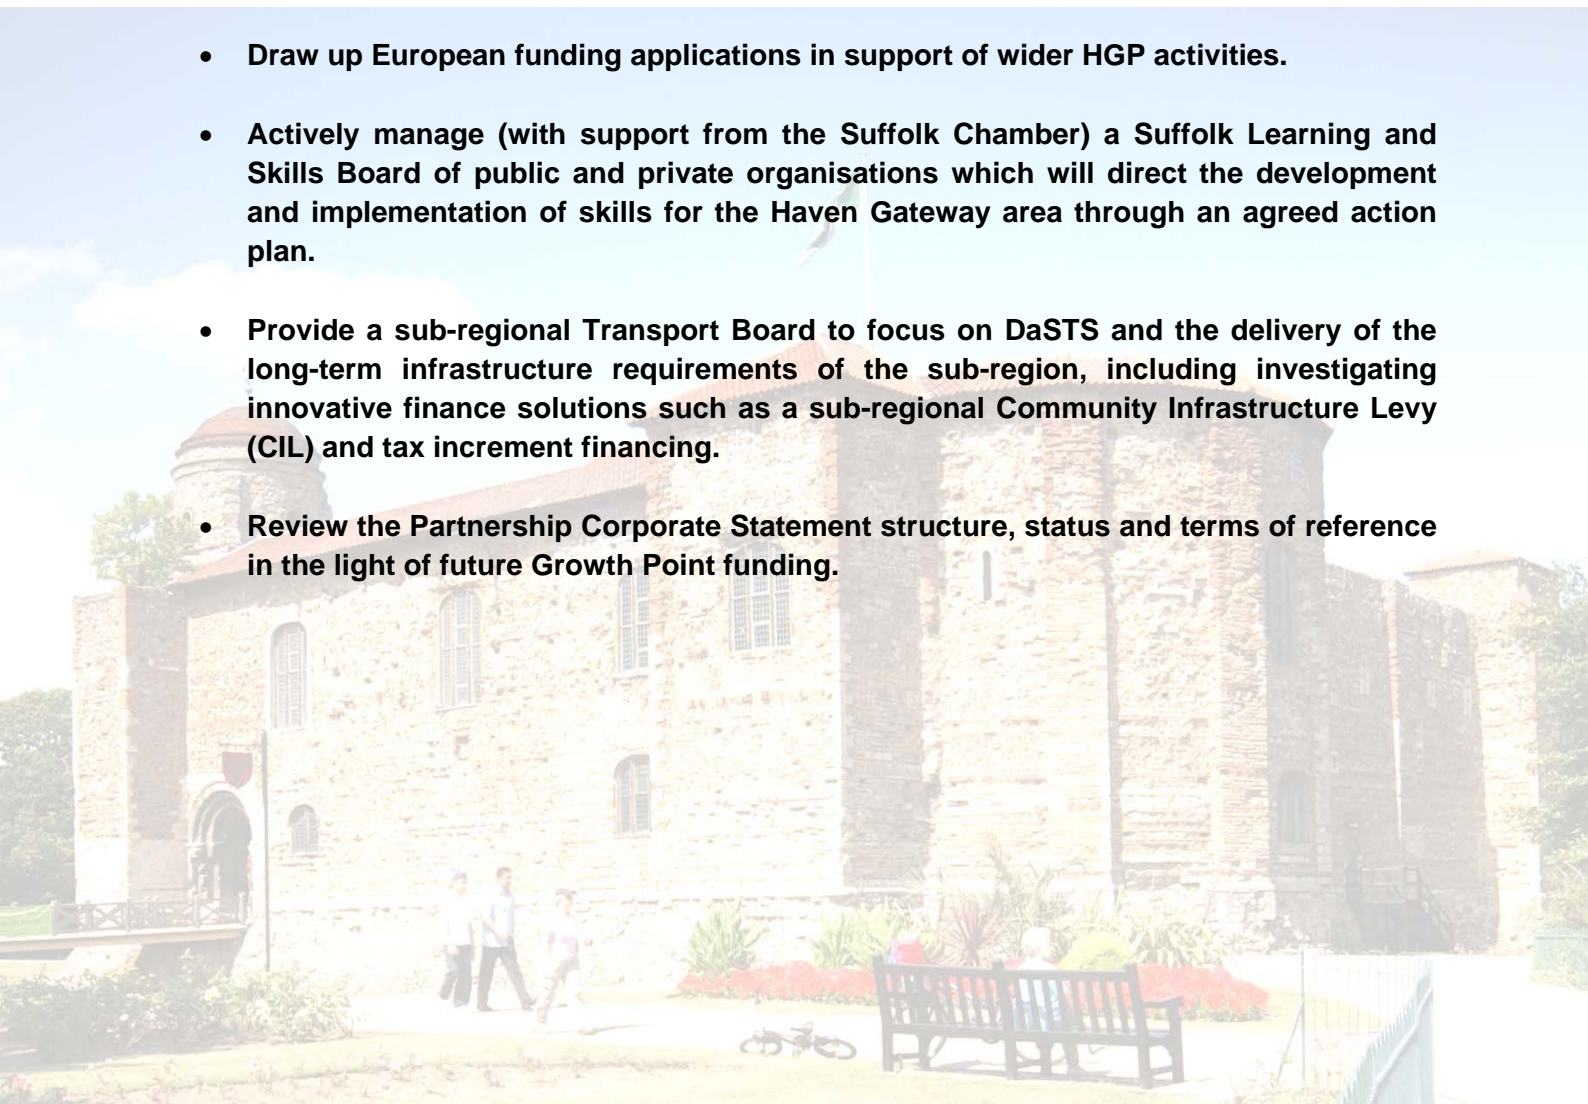 • Draw up European funding applications in support of wider HGP activities.
• Actively manage (with support from the Suffolk Chamber) a Suffolk Learning and
Skills Board of public and private organisations which will direct the development
and implementation of skills for the Haven Gateway area through an agreed action
plan.
• Provide a sub-regional Transport Board to focus on DaSTS and the delivery of the
long-term infrastructure requirements of the sub-region, including investigating
innovative finance solutions such as a sub-regional Community Infrastructure Levy
(CIL) and tax increment financing.
• Review the Partnership Corporate Statement structure, status and terms of reference
in the light of future Growth Point funding.